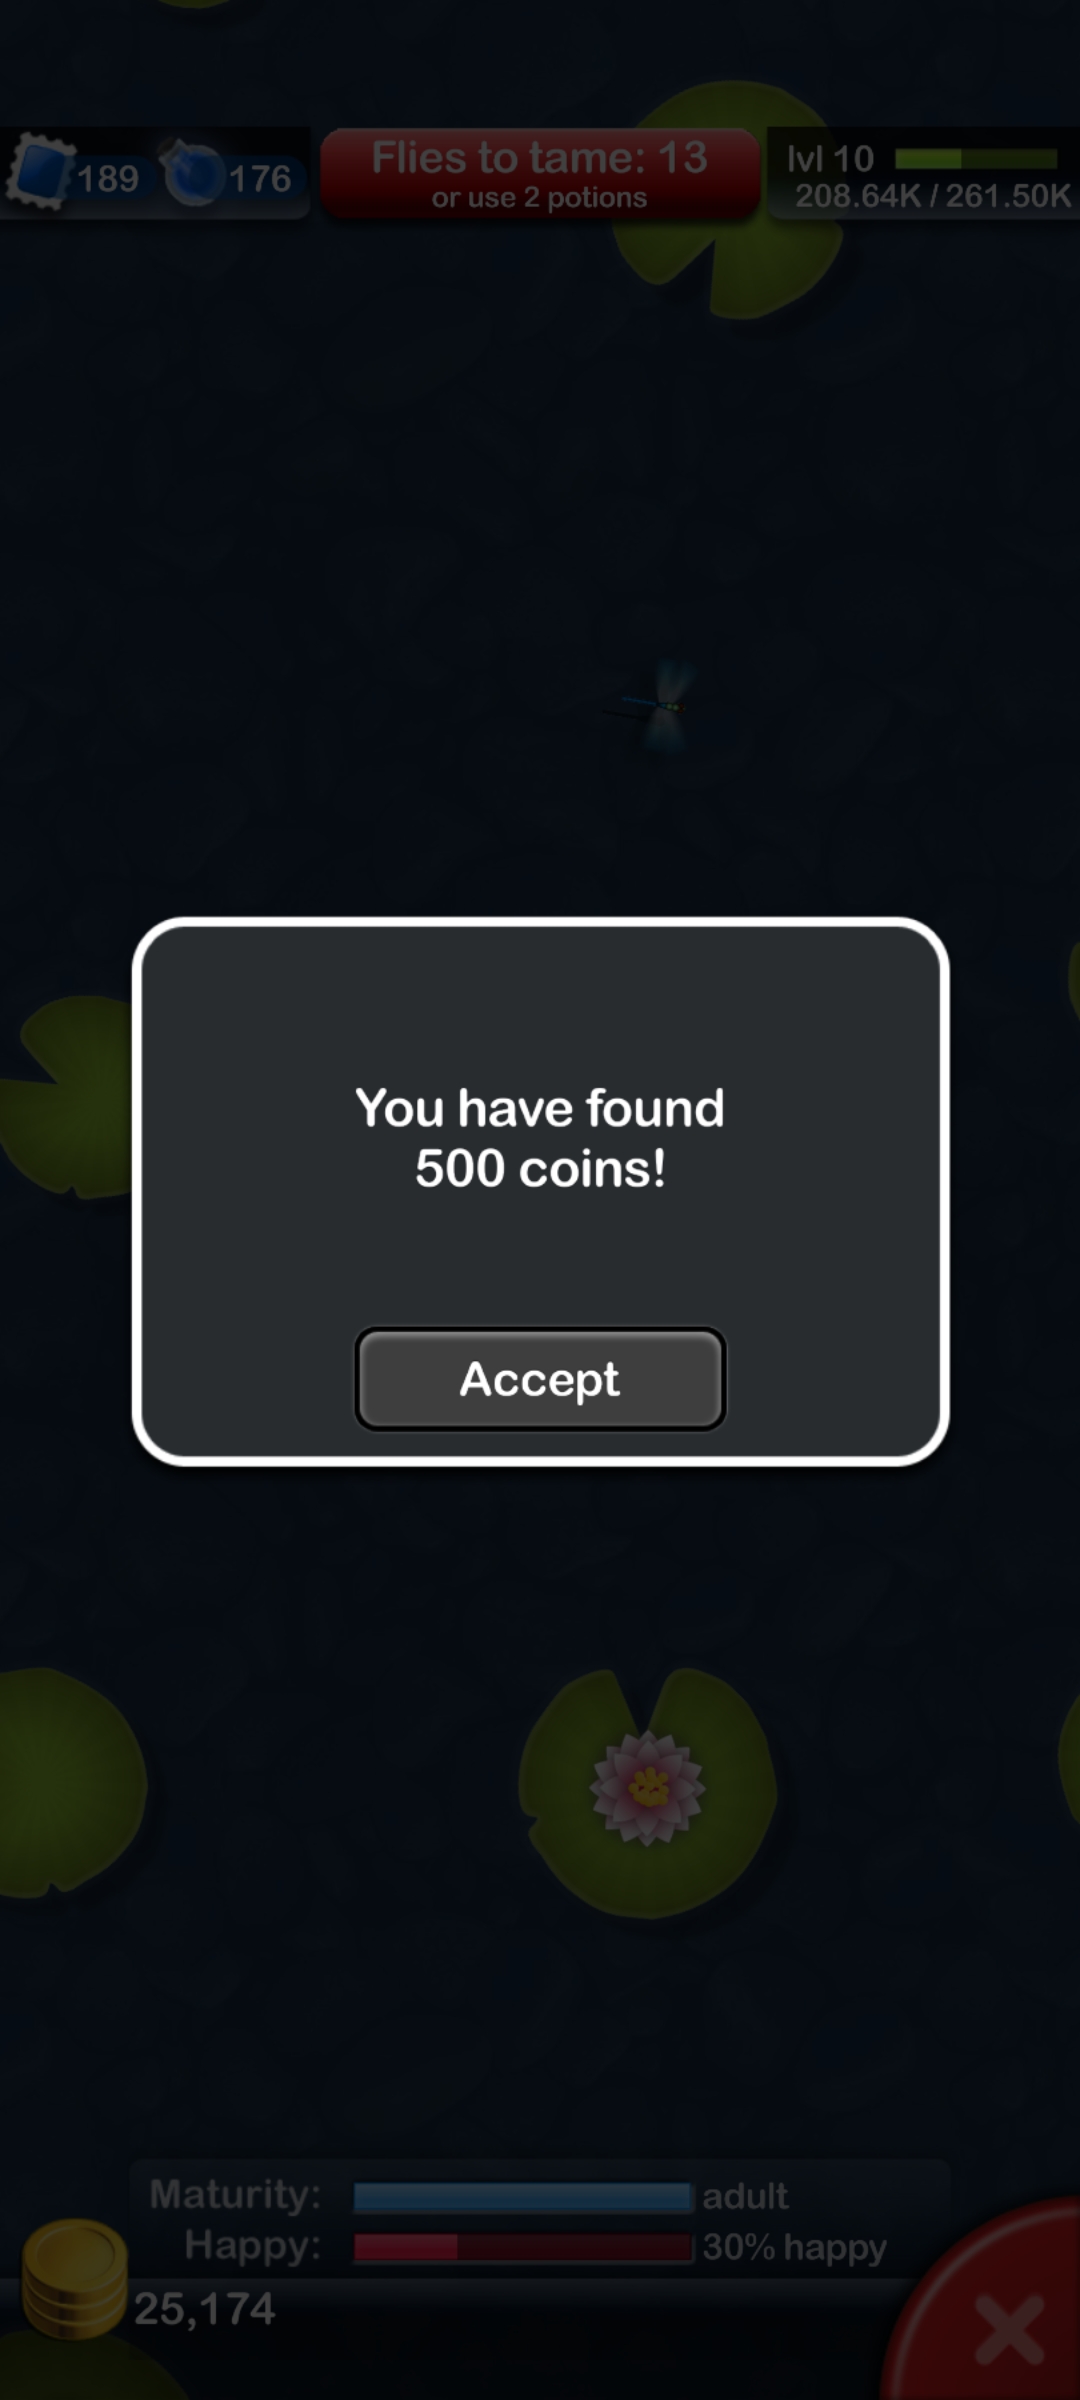 189
176
Flies to tame: 13
or use 2 potions
lvl 10
208.64K / 261.50K
You have found
500 coins!
Accept
Maturity:
adult
Happy:
30% happy
25,174